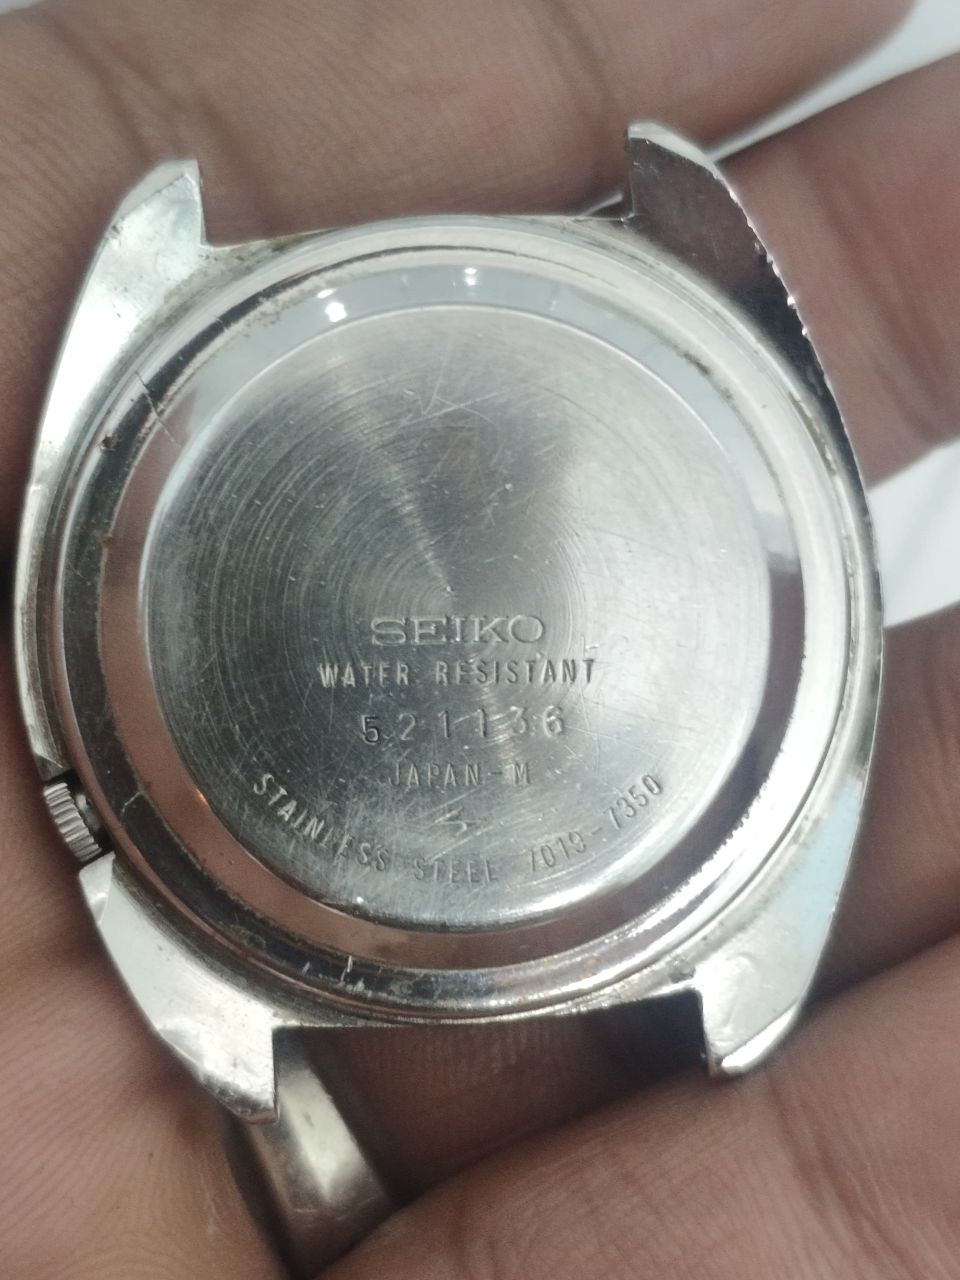 SEIKO
WATER RESISTANT
521136
JAPAN-M
STAINLESS STEEL 7019-7350